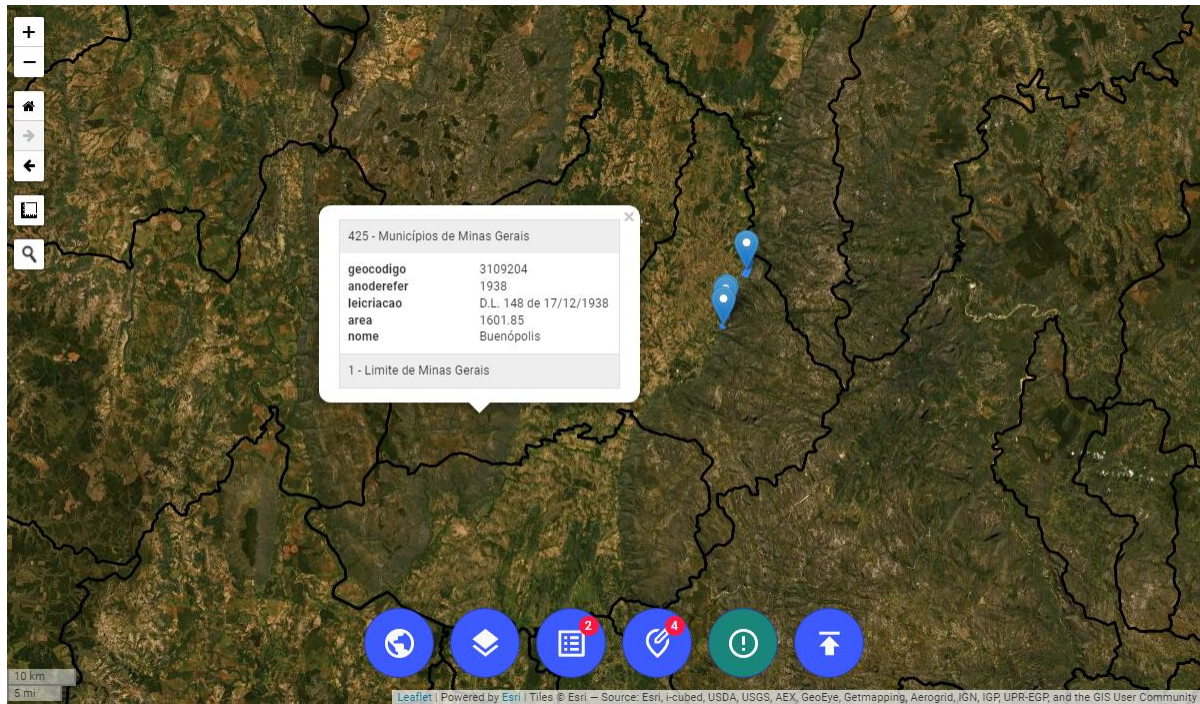 +
−
425 - Municípios de Minas Gerais
geocodigo 3109204
anoderefer 1938
leicriacao D.L. 148 de 17/12/1938
area 1601.85
nome Buenópolis
1 - Limite de Minas Gerais
×
2
4
10 km
5 mi
Leaflet | Powered by Esri | Tiles © Esri — Source: Esri, i-cubed, USDA, USGS, AEX, GeoEye, Getmapping, Aerogrid, IGN, IGP, UPR-EGP, and the GIS User Community